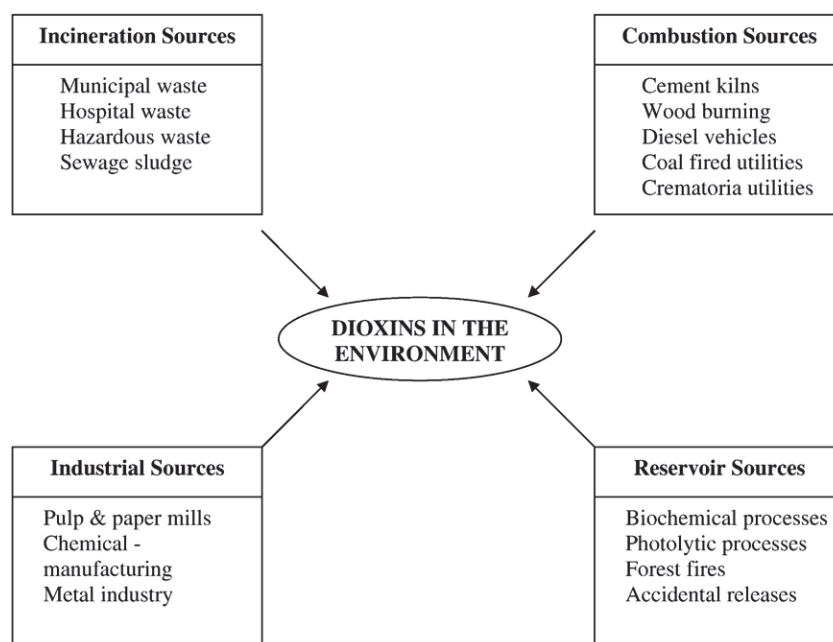 Incineration Sources
Municipal waste
Hospital waste
Hazardous waste
Sewage sludge
Combustion Sources
Cement kilns
Wood burning
Diesel vehicles
Coal fired utilities
Crematoria utilities
DIOXINS IN THE
ENVIRONMENT
Industrial Sources
Pulp & paper mills
Chemical -
manufacturing
Metal industry
Reservoir Sources
Biochemical processes
Photolytic processes
Forest fires
Accidental releases